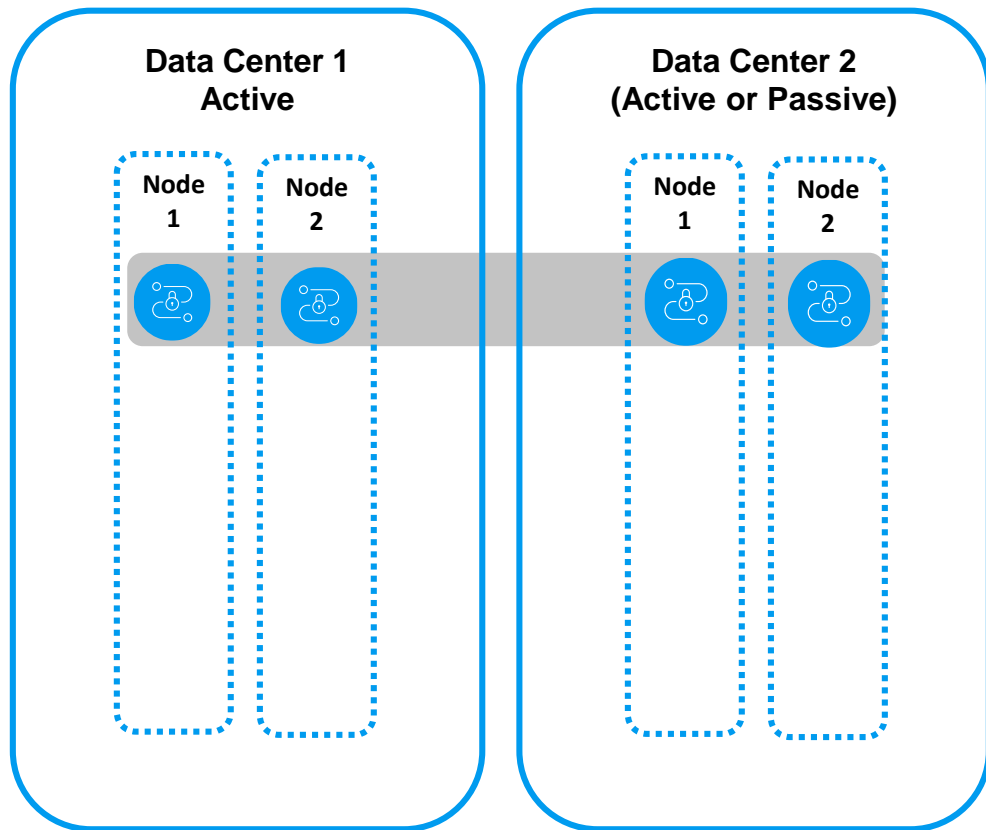 Data Center 1
Active
Node
1
Node
2
Data Center 2
(Active or Passive)
Node
1
Node
2